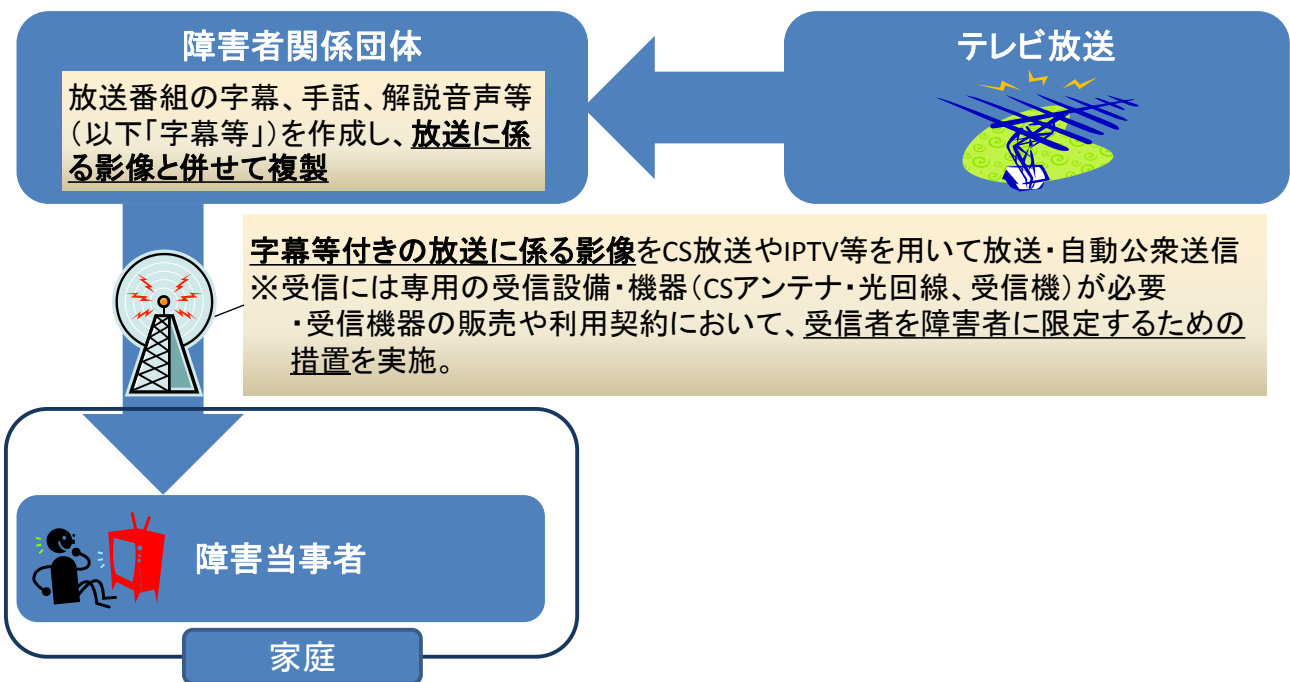 障害者関係団体
放送番組の字幕、手話、解説音声等
（以下「字幕等」）を作成し、放送に係
る影像と併せて複製
テレビ放送
字幕等付きの放送に係る影像をCS放送やIPTV等を用いて放送・自動公衆送信
※受信には専用の受信設備・機器（CSアンテナ・光回線、受信機）が必要
・受信機器の販売や利用契約において、受信者を障害者に限定するための
措置を実施。
障害当事者
家庭